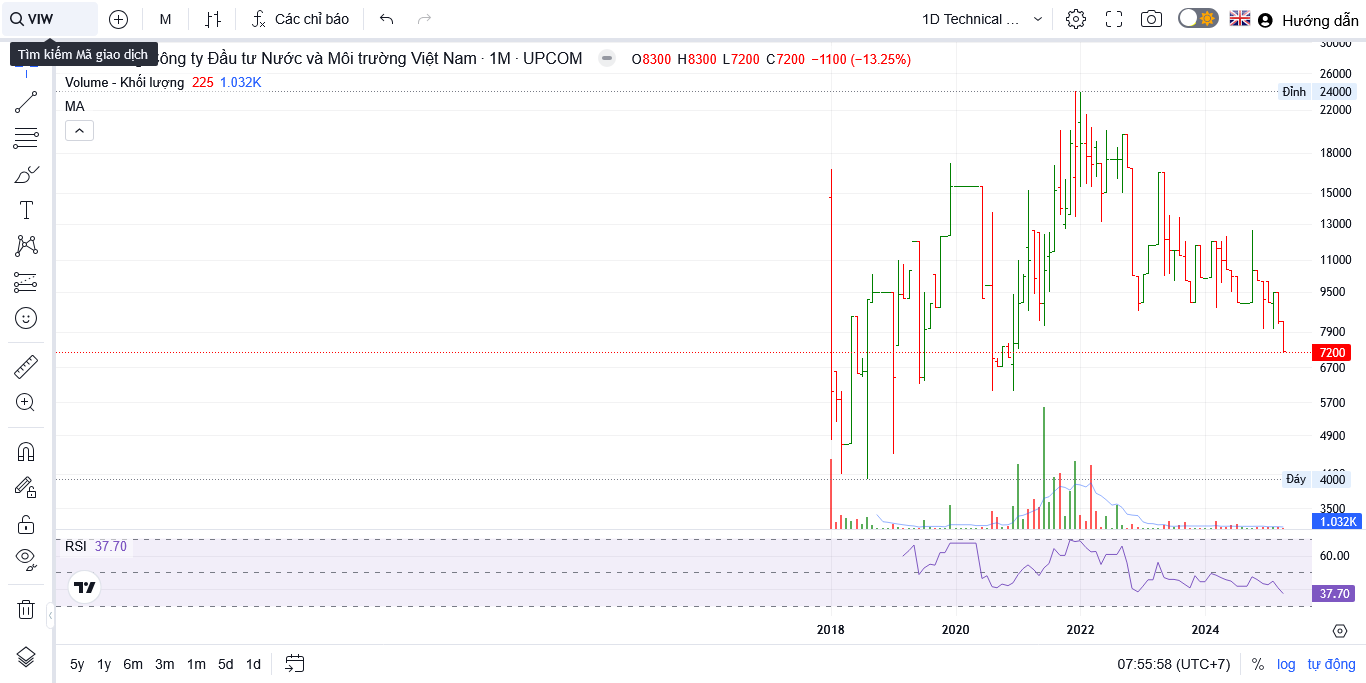 VIW
M
Các chỉ báo
1D Technical ...
Hướng dẫn
Tìm kiếm Mã giao dịch
Công ty Đầu tư Nước và Môi trường Việt Nam · 1M · UPCOM
O8300 H8300 L7200 C7200 −1100 (−13.25%)
Volume - Khối lượng 225 1.032K
MA
30000
26000
Đỉnh 24000
22000
18000
15000
13000
11000
9500
7900
7200
6700
5700
4900
Đáy 4000
3500
1.032K
RSI 37.70
60.00
37.70
2018 2020 2022 2024
5y 1y 6m 3m 1m 5d 1d
07:55:58 (UTC+7)
% log tự động